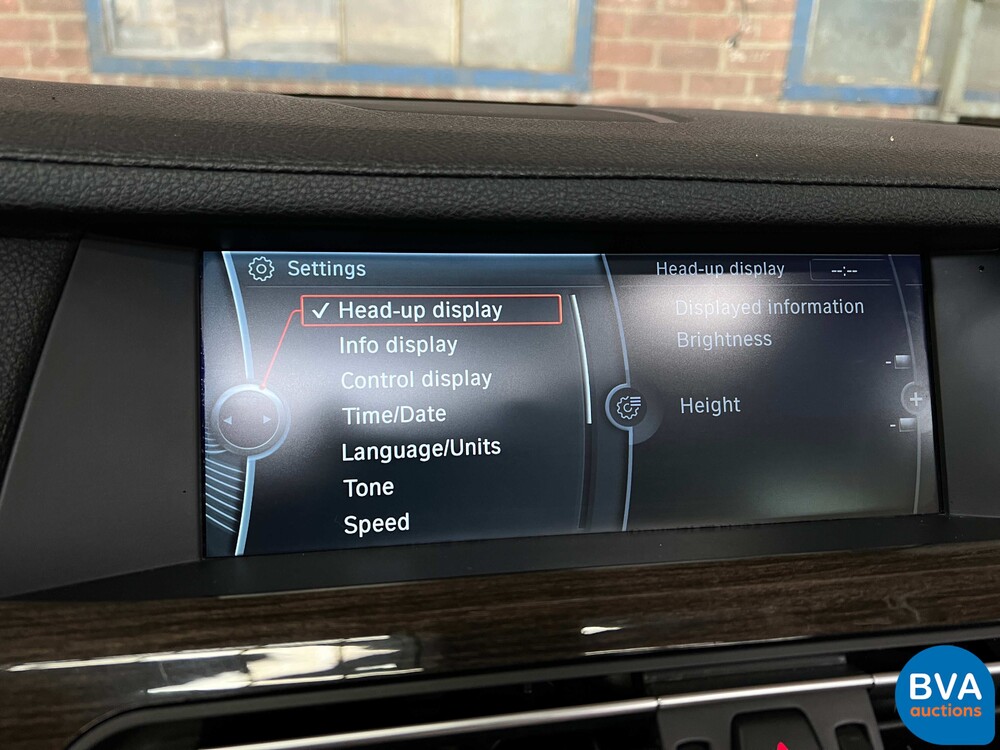 Settings
✓ Head-up display
Info display
Control display
Time/Date
Language/Units
Tone
Speed
Head-up display --:--
Displayed information
Brightness
-
+
Height
-
BVA
auctions